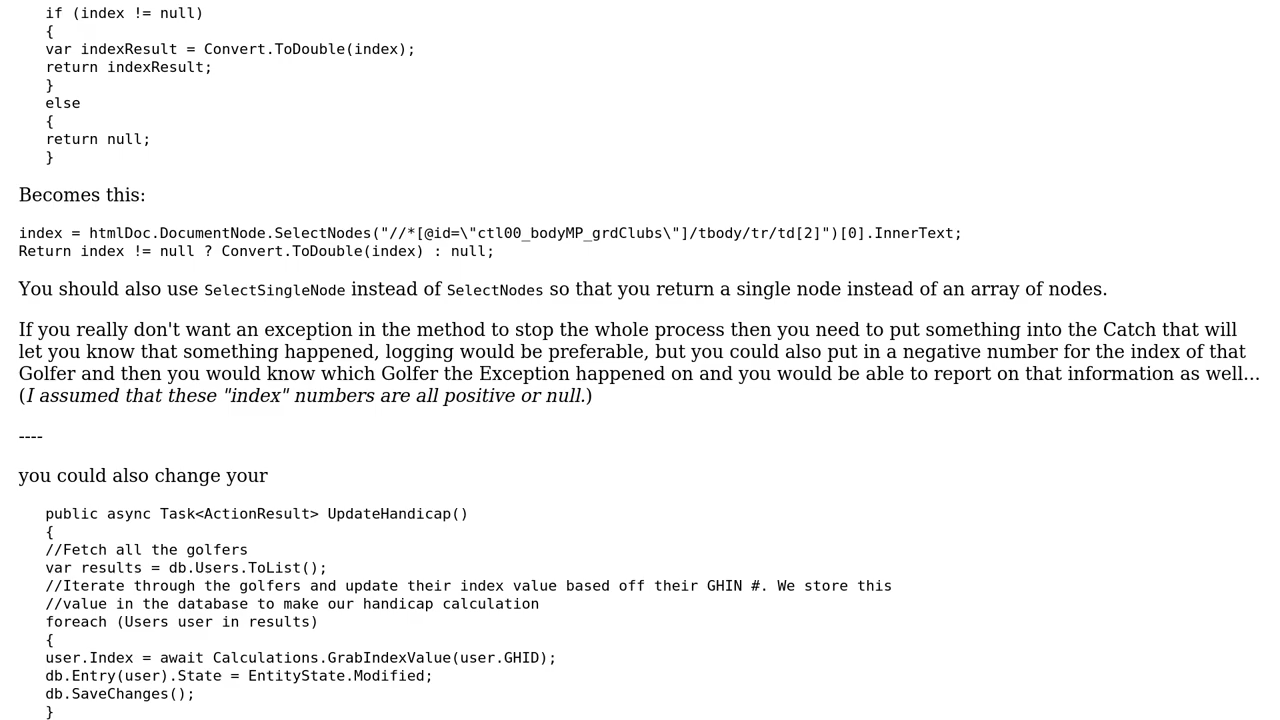 if (index != null)
{
var indexResult = Convert.ToDouble(index);
return indexResult;
}
else
{
return null;
}
Becomes this:
index = htmlDoc.DocumentNode.SelectNodes("//*[@id=\"ctl00_bodyMP_grdClubs\"]/tbody/tr/td[2]")[0].InnerText;
Return index != null ? Convert.ToDouble(index) : null;
You should also use SelectSingleNode instead of SelectNodes so that you return a single node instead of an array of nodes.
If you really don't want an exception in the method to stop the whole process then you need to put something into the Catch that will
let you know that something happened, logging would be preferable, but you could also put in a negative number for the index of that
Golfer and then you would know which Golfer the Exception happened on and you would be able to report on that information as well...
(I assumed that these "index" numbers are all positive or null.)
----
you could also change your
public async Task<ActionResult> UpdateHandicap()
{
//Fetch all the golfers
var results = db.Users.ToList();
//Iterate through the golfers and update their index value based off their GHIN #. We store this
//value in the database to make our handicap calculation
foreach (Users user in results)
{
user.Index = await Calculations.GrabIndexValue(user.GHID);
db.Entry(user).State = EntityState.Modified;
db.SaveChanges();
}